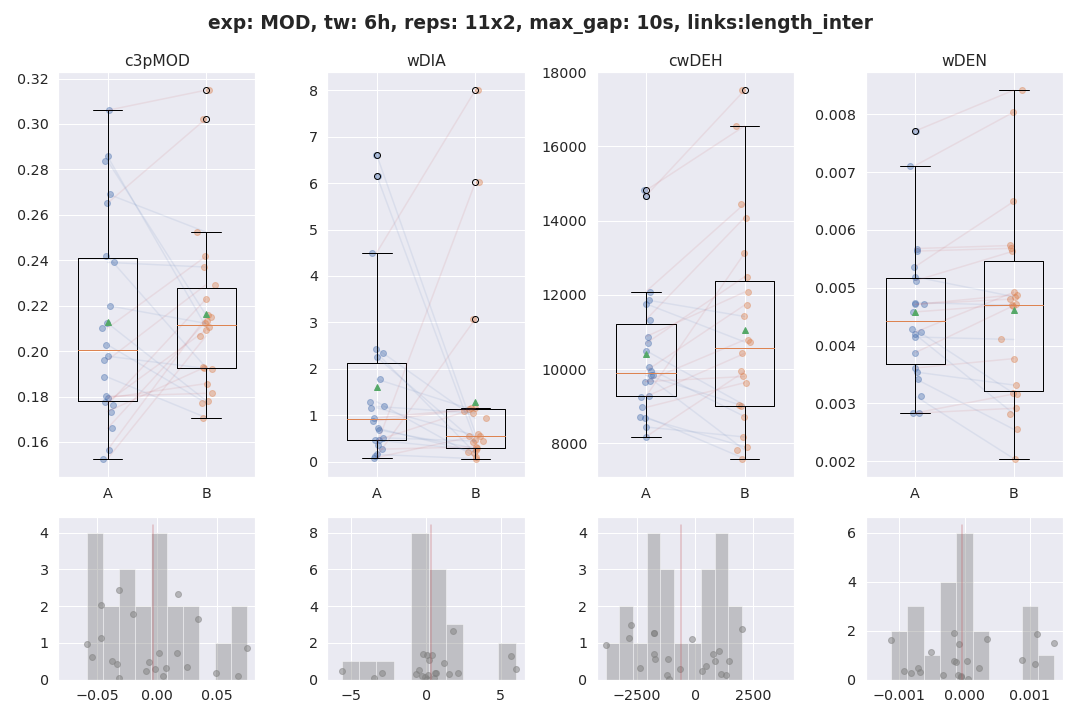 exp: MOD, tw: 6h, reps: 11x2, max_gap: 10s, links:length_inter
c3pMOD wDIA cwDEH wDEN
0.32 0.30 0.28 0.26 0.24 0.22 0.20 0.18 0.16
A B
8 7 6 5 4 3 2 1 0
A B
18000 16000 14000 12000 10000 8000
A B
0.008 0.007 0.006 0.005 0.004 0.003 0.002
A B
4 3 2 1 0
−0.05 0.00 0.05
8 6 4 2 0
−5 0 5
4 3 2 1 0
−2500 0 2500
6 4 2 0
−0.001 0.000 0.001